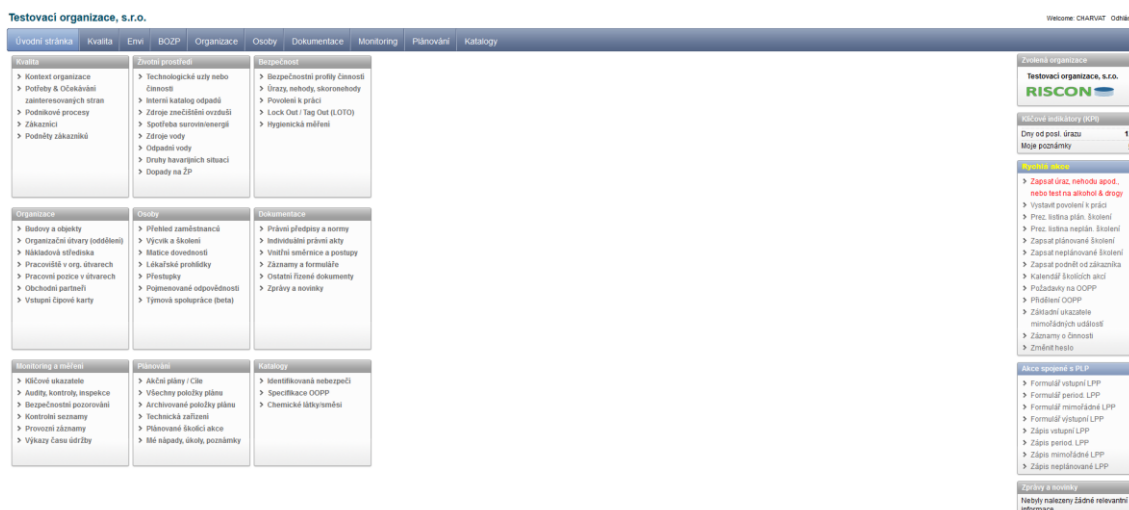 Testovací organizace, s.r.o.
Welcome: CHARVAT Odhlás
Úvodní stránka Kvalita Envi BOZP Organizace Osoby Dokumentace Monitoring Plánování Katalogy
Kvalita
Kontext organizace
Potřeby & Očekávání
zainteresovaných stran
Podnikové procesy
Zákazníci
Podněty zákazníků
Životní prostředí
Technologické uzly nebo
činnosti
Interní katalog odpadů
Zdroje znečištění ovzduší
Spotřeba surovin/energií
Zdroje vody
Odpadní vody
Druhy havarijních situací
Dopady na ŽP
Bezpečnost
Bezpečnostní profily činností
Úrazy, nehody, skoronehody
Povolení k práci
Lock Out / Tag Out (LOTO)
Hygienická měření
Organizace
Budovy a objekty
Organizační útvary (oddělení)
Nákladová střediska
Pracoviště v org. útvarech
Pracovní pozice v útvarech
Obchodní partneři
Vstupní čipové karty
Osoby
Přehled zaměstnanců
Výcvik a školení
Matice dovedností
Lékařské prohlídky
Přestupky
Pojmenované odpovědnosti
Týmová spolupráce (beta)
Dokumentace
Právní předpisy a normy
Individuální právní akty
Vnitřní směrnice a postupy
Záznamy a formuláře
Ostatní řízené dokumenty
Zprávy a novinky
Monitoring a měření
Klíčové ukazatele
Audity, kontroly, inspekce
Bezpečnostní pozorování
Kontrolní seznamy
Provozní záznamy
Výkazy času údržby
Plánování
Akční plány / Cíle
Všechny položky plánu
Archivované položky plánu
Technická zařízení
Plánované školící akce
Mé nápady, úkoly, poznámky
Katalogy
Identifikovaná nebezpečí
Specifikace OOPP
Chemické látky/směsi
Zvolená organizace
Testovací organizace, s.r.o.
RISCON
Klíčové indikátory (KPI)
Dny od posl. úrazu 1
Moje poznámky
Rychlé akce
Zapsat úraz, nehodu apod.,
nebo test na alkohol & drogy
Vystavit povolení k práci
Prez. listina plán. školení
Prez. listina neplán. školení
Zapsat plánované školení
Zapsat neplánované školení
Zapsat podnět od zákazníka
Kalendář školících akcí
Požadavky na OOPP
Přidělení OOPP
Základní ukazatele
mimořádných událostí
Záznamy o činnosti
Změnit heslo
Akce spojené s PLP
Formulář vstupní LPP
Formulář period. LPP
Formulář mimořádné LPP
Formulář výstupní LPP
Zápis vstupní LPP
Zápis period. LPP
Zápis mimořádné LPP
Zápis neplánované LPP
Zprávy a novinky
Nebyly nalezeny žádné relevantní
informace